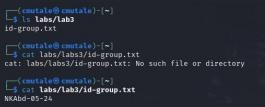 ┌──(cmutale㉿cmutale)-[~]
└─$ ls labs/lab3
id-group.txt

┌──(cmutale㉿cmutale)-[~]
└─$ cat labs/labs3/id-group.txt
cat: labs/labs3/id-group.txt: No such file or directory

┌──(cmutale㉿cmutale)-[~]
└─$ cat labs/lab3/id-group.txt
NKAbd-05-24